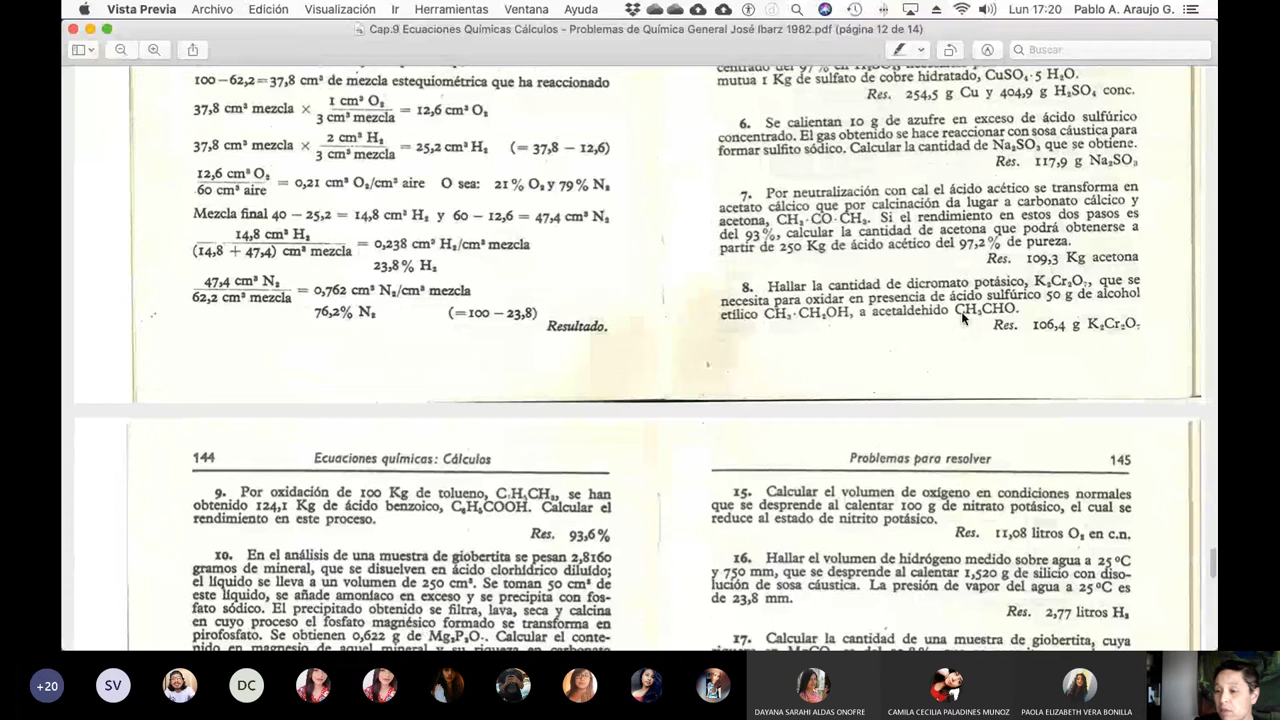 Vista Previa Archivo Edición Visualización Ir Herramientas Ventana Ayuda Lun 17:20 Pablo A. Araujo G.
Cap.9 Ecuaciones Químicas Cálculos - Problemas de Química General José Ibarz 1982.pdf (página 12 de 14)
Buscar
100-62,2=37,8 cm³ de mezcla estequiométrica que ha reaccionado
37,8 cm³ mezcla × 1 cm³ O₂ / 3 cm³ mezcla = 12,6 cm³ O₂
37,8 cm³ mezcla × 2 cm³ H₂ / 3 cm³ mezcla = 25,2 cm³ H₂ (= 37,8 — 12,6)
12,6 cm³ O₂ / 60 cm³ aire = 0,21 cm³ O₂/cm³ aire O sea: 21 % O₂ y 79 % N₂
Mezcla final 40 — 25,2 = 14,8 cm³ H₂ y 60 — 12,6 = 47,4 cm³ N₂
14,8 cm³ H₂ / (14,8 + 47,4) cm³ mezcla = 0,238 cm³ H₂/cm³ mezcla
23,8 % H₂
47,4 cm³ N₂ / 62,2 cm³ mezcla = 0,762 cm³ N₂/cm³ mezcla
76,2% N₂ (=100 — 23,8)
Resultado.
mutua 1 Kg de sulfato de cobre hidratado, CuSO₄·5 H₂O.
Res. 254,5 g Cu y 404,9 g H₂SO₄ conc.
6. Se calientan 10 g de azufre en exceso de ácido sulfúrico
concentrado. El gas obtenido se hace reaccionar con sosa cáustica para
formar sulfito sódico. Calcular la cantidad de Na₂SO₃ que se obtiene.
Res. 117,9 g Na₂SO₃
7. Por neutralización con cal el ácido acético se transforma en
acetato cálcico que por calcinación da lugar a carbonato cálcico y
acetona, CH₃·CO·CH₃. Si el rendimiento en estos dos pasos es
del 93%, calcular la cantidad de acetona que podrá obtenerse a
partir de 250 Kg de ácido acético del 97,2 % de pureza.
Res. 109,3 Kg acetona
8. Hallar la cantidad de dicromato potásico, K₂Cr₂O₇, que se
necesita para oxidar en presencia de ácido sulfúrico 50 g de alcohol
etílico CH₃·CH₂OH, a acetaldehido CH₃CHO.
Res. 106,4 g K₂Cr₂O₇
144 Ecuaciones químicas: Cálculos
9. Por oxidación de 100 Kg de tolueno, C₆H₅CH₃, se han
obtenido 124,1 Kg de ácido benzoico, C₆H₅COOH. Calcular el
rendimiento en este proceso.
Res. 93,6%
10. En el análisis de una muestra de giobertita se pesan 2,8160
gramos de mineral, que se disuelven en ácido clorhídrico diluído;
el líquido se lleva a un volumen de 250 cm³. Se toman 50 cm³ de
este líquido, se añade amoníaco en exceso y se precipita con fos-
fato sódico. El precipitado obtenido se filtra, lava, seca y calcina
en cuyo proceso el fosfato magnésico formado se transforma en
pirofosfato. Se obtienen 0,622 g de Mg₂P₂O₇. Calcular el conte-
nido en magnesio de aquel mineral y su riqueza en carbonato
Problemas para resolver 145
15. Calcular el volumen de oxígeno en condiciones normales
que se desprende al calentar 100 g de nitrato potásico, el cual se
reduce al estado de nitrito potásico.
Res. 11,08 litros O₂ en c.n.
16. Hallar el volumen de hidrógeno medido sobre agua a 25 ºC
y 750 mm, que se desprende al calentar 1,520 g de silicio con diso-
lución de sosa cáustica. La presión de vapor del agua a 25 ºC es
de 23,8 mm.
Res. 2,77 litros H₂
17. Calcular la cantidad de una muestra de giobertita, cuya
+20 SV DC
DAYANA SARAHI ALDAS ONOFRE
CAMILA CECILIA PALADINES MUNOZ
PAOLA ELIZABETH VERA BONILLA